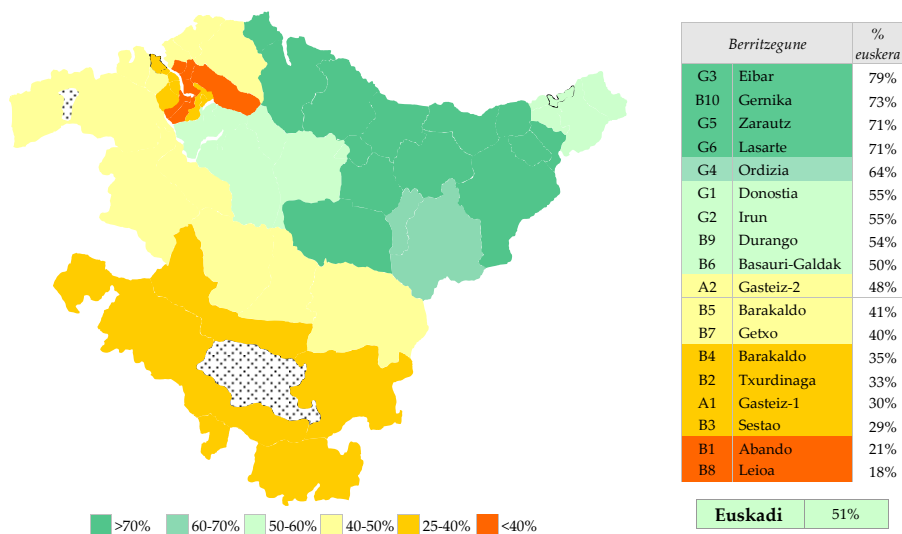 Berritzegune % euskera
G3 Eibar 79%
B10 Gernika 73%
G5 Zarautz 71%
G6 Lasarte 71%
G4 Ordizia 64%
G1 Donostia 55%
G2 Irun 55%
B9 Durango 54%
B6 Basauri-Galdak 50%
A2 Gasteiz-2 48%
B5 Barakaldo 41%
B7 Getxo 40%
B4 Barakaldo 35%
B2 Txurdinaga 33%
A1 Gasteiz-1 30%
B3 Sestao 29%
B1 Abando 21%
B8 Leioa 18%
Euskadi 51%
>70% 60-70% 50-60% 40-50% 25-40% <40%